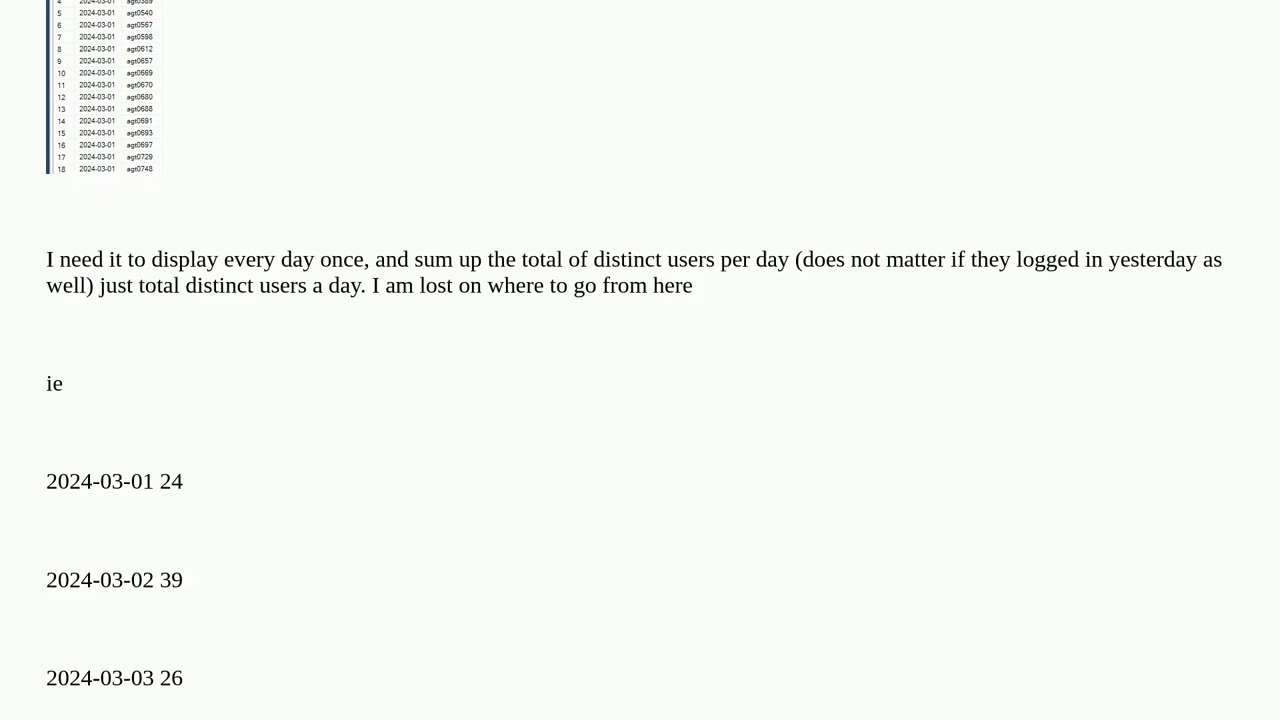 4 2024-03-01 agt0389
5 2024-03-01 agt0540
6 2024-03-01 agt0567
7 2024-03-01 agt0598
8 2024-03-01 agt0612
9 2024-03-01 agt0657
10 2024-03-01 agt0669
11 2024-03-01 agt0670
12 2024-03-01 agt0680
13 2024-03-01 agt0688
14 2024-03-01 agt0691
15 2024-03-01 agt0693
16 2024-03-01 agt0697
17 2024-03-01 agt0729
18 2024-03-01 agt0748
I need it to display every day once, and sum up the total of distinct users per day (does not matter if they logged in yesterday as
well) just total distinct users a day. I am lost on where to go from here
ie
2024-03-01 24
2024-03-02 39
2024-03-03 26